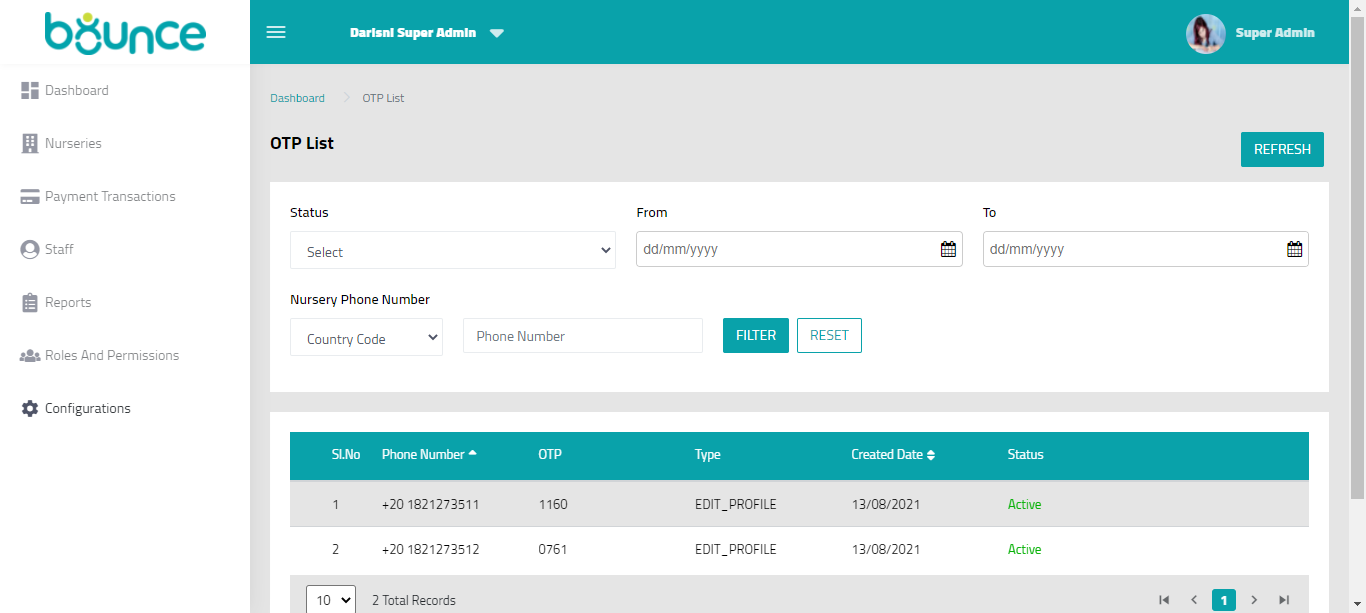 bounce
Darisni Super Admin
Super Admin
Dashboard
Nurseries
Payment Transactions
Staff
Reports
Roles And Permissions
Configurations
Dashboard OTP List
OTP List
REFRESH
Status From To
Select dd/mm/yyyy dd/mm/yyyy
Nursery Phone Number
Country Code Phone Number FILTER RESET
Sl.No Phone Number OTP Type Created Date Status
1 +20 1821273511 1160 EDIT_PROFILE 13/08/2021 Active
2 +20 1821273512 0761 EDIT_PROFILE 13/08/2021 Active
10 2 Total Records 1